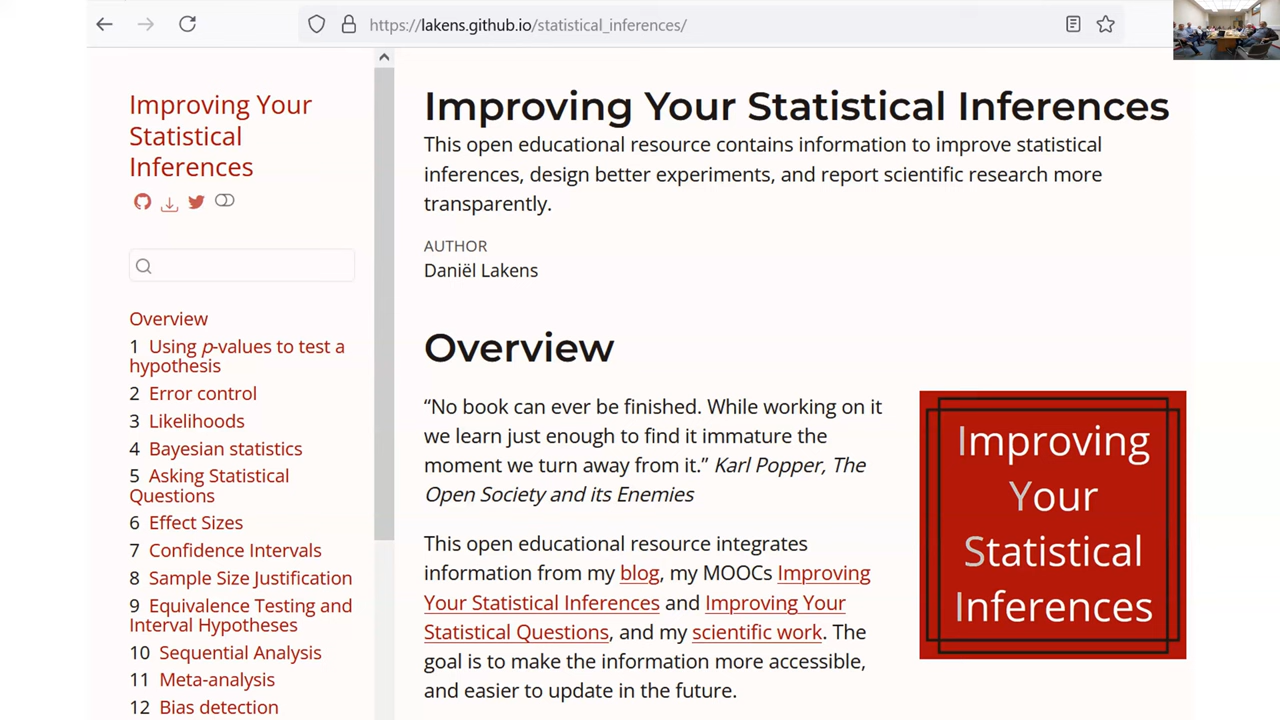 https://lakens.github.io/statistical_inferences/
Improving Your
Statistical
Inferences
Overview
1 Using p-values to test a
hypothesis
2 Error control
3 Likelihoods
4 Bayesian statistics
5 Asking Statistical
Questions
6 Effect Sizes
7 Confidence Intervals
8 Sample Size Justification
9 Equivalence Testing and
Interval Hypotheses
10 Sequential Analysis
11 Meta-analysis
12 Bias detection
Improving Your Statistical Inferences
This open educational resource contains information to improve statistical
inferences, design better experiments, and report scientific research more
transparently.
AUTHOR
Daniël Lakens
Overview
“No book can ever be finished. While working on it
we learn just enough to find it immature the
moment we turn away from it.” Karl Popper, The
Open Society and its Enemies
This open educational resource integrates
information from my blog, my MOOCs Improving
Your Statistical Inferences and Improving Your
Statistical Questions, and my scientific work. The
goal is to make the information more accessible,
and easier to update in the future.
Improving
Your
Statistical
Inferences